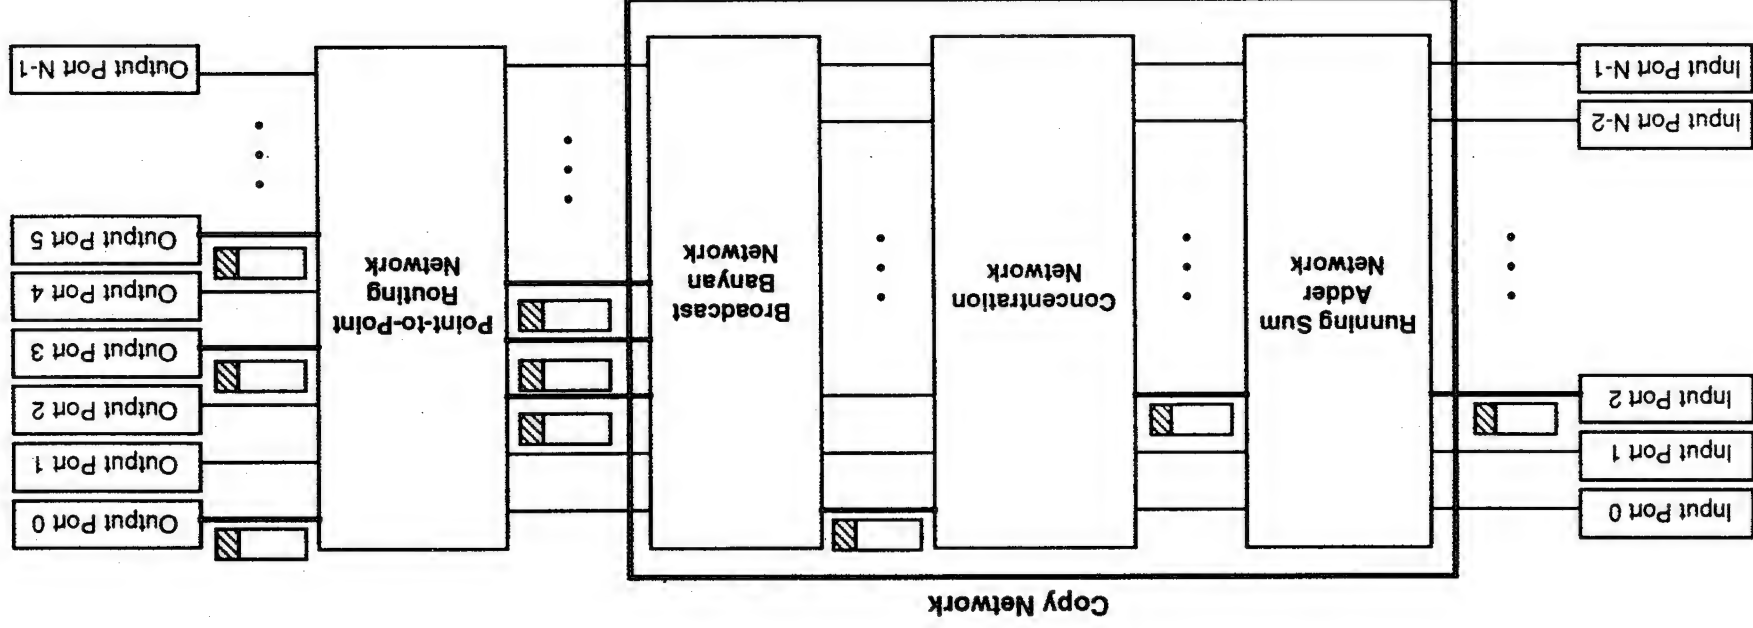 Copy Network
Input Port 0
Input Port 1
Input Port 2
Input Port N-2
Input Port N-1
Running Sum
Adder
Network
Concentration
Network
Broadcast
Banyan
Network
Point-to-Point
Routing
Network
Output Port 0
Output Port 1
Output Port 2
Output Port 3
Output Port 4
Output Port 5
Output Port N-1